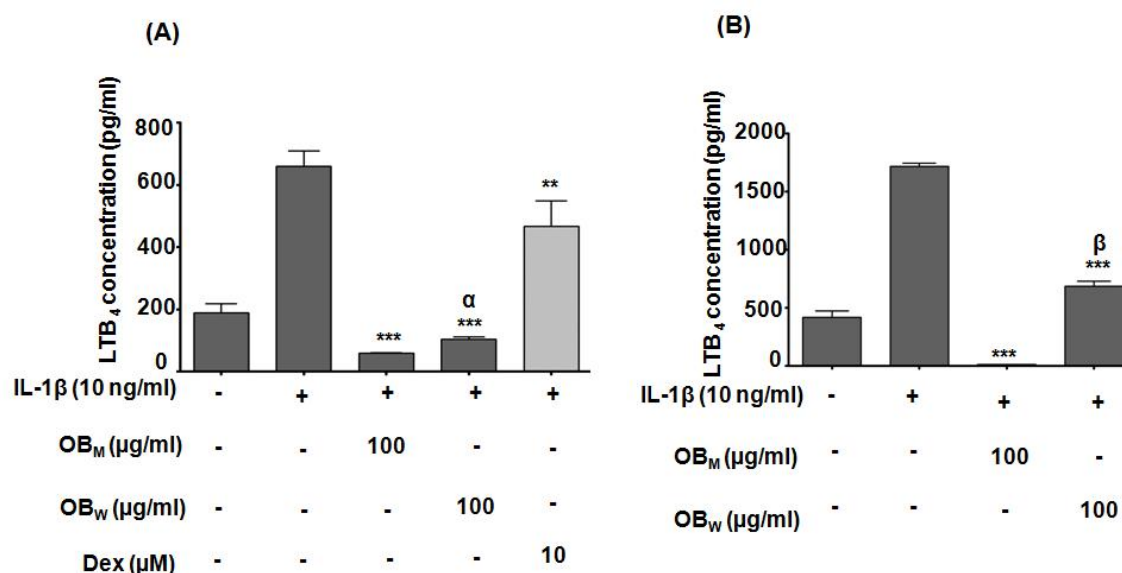 (A)
LTB4 concentration (pg/ml)
800
600
400
200
0
***
α
***
**
IL-1β (10 ng/ml) - + + + +
OBM (µg/ml) - - 100 - -
OBW (µg/ml) - - - 100 -
Dex (µM) - - - - 10
(B)
LTB4 concentration (pg/ml)
2000
1500
1000
500
0
***
β
***
IL-1β (10 ng/ml) - + + +
OBM (µg/ml) - - 100 -
OBW (µg/ml) - - - 100